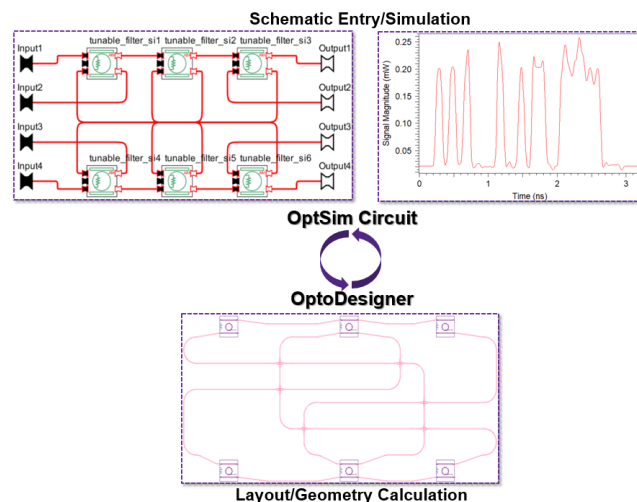 Schematic Entry/Simulation
tunable_filter_si1 tunable_filter_si2 tunable_filter_si3
Input1
Output1
Input2
Output2
Input3
Output3
tunable_filter_si4 tunable_filter_si5 tunable_filter_si6
Input4
Output4
Signal Magnitude (mW)
0.25
0.20
0.15
0.10
0.05
0 1 2 3
Time (ns)
OptSim Circuit
OptoDesigner
Layout/Geometry Calculation